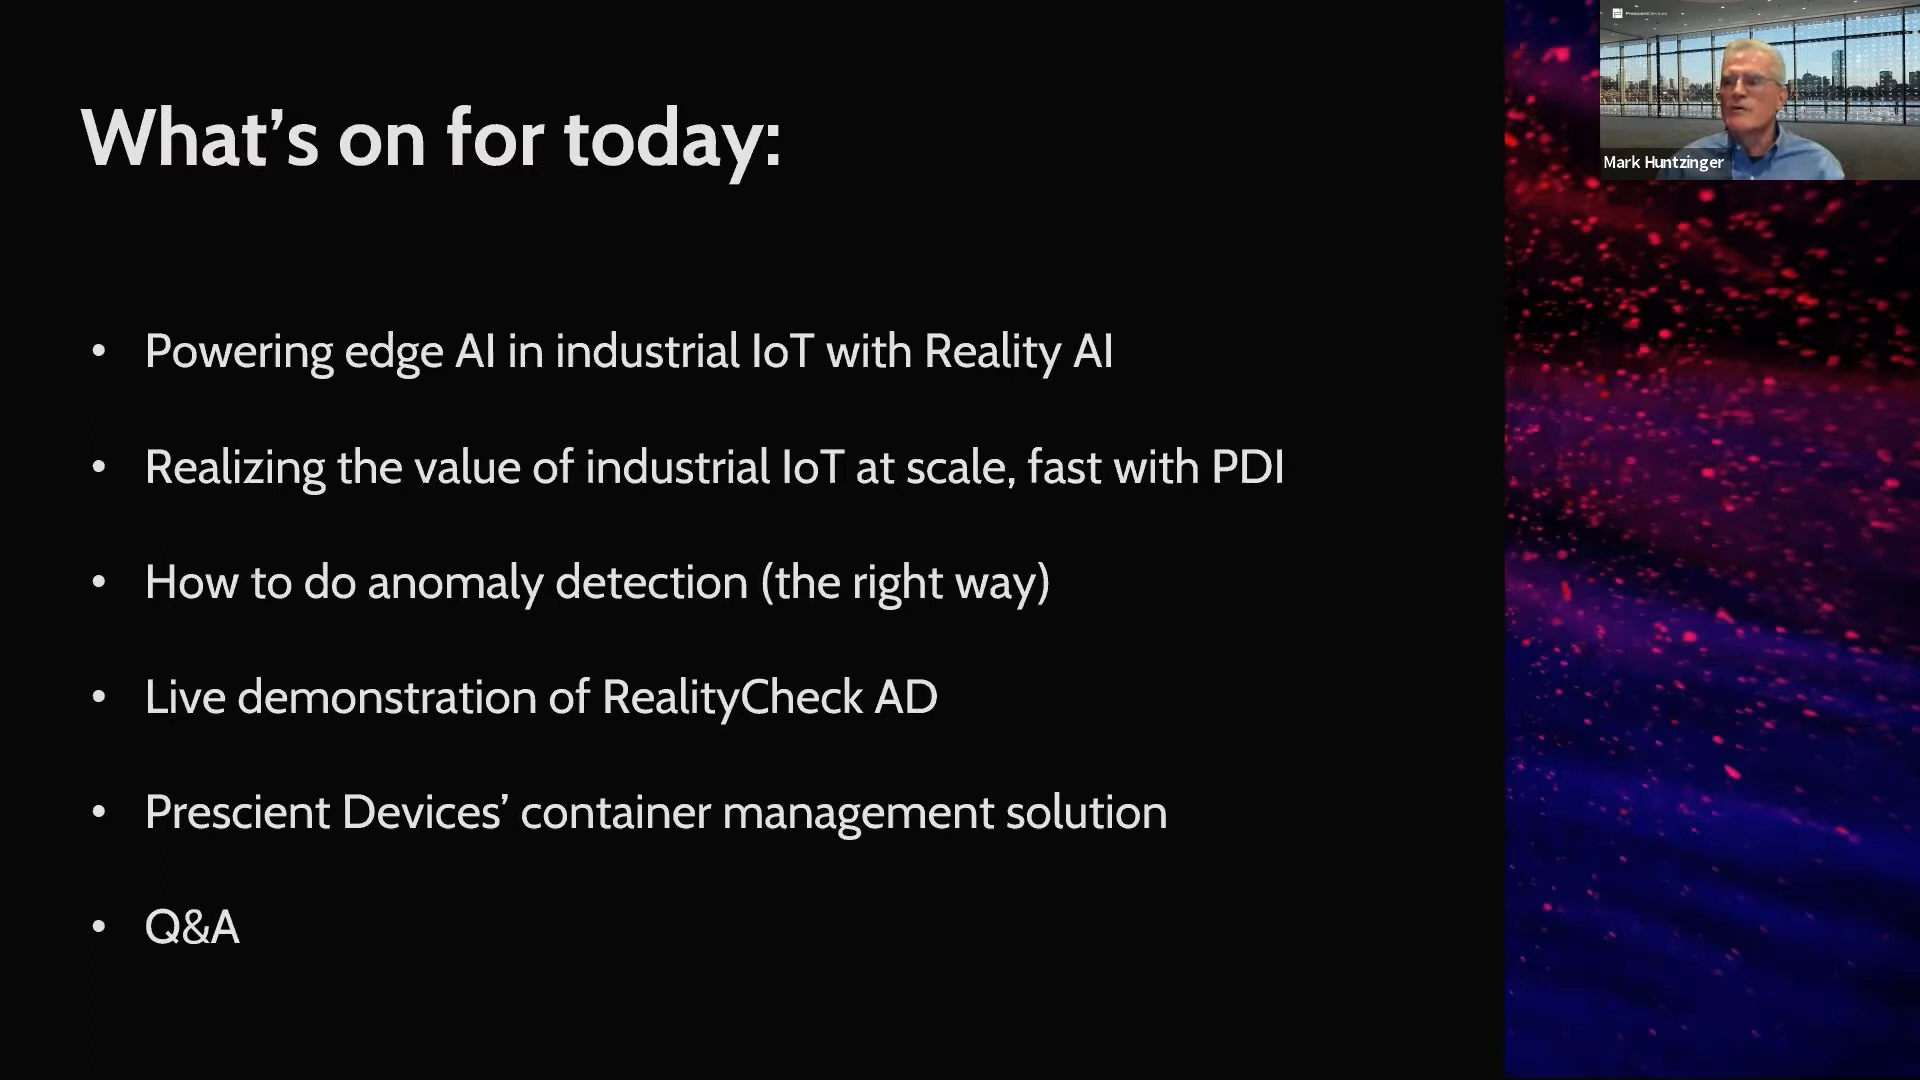 What's on for today:
• Powering edge AI in industrial IoT with Reality AI
• Realizing the value of industrial IoT at scale, fast with PDI
• How to do anomaly detection (the right way)
• Live demonstration of RealityCheck AD
• Prescient Devices’ container management solution
• Q&A
PrescientDevices
Mark Huntzinger